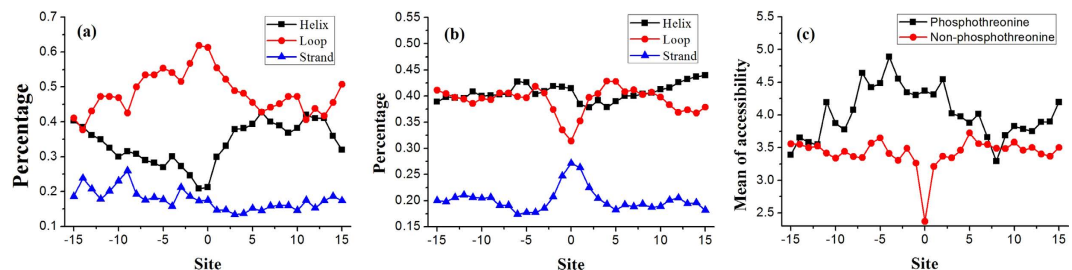 (a)
Helix
Loop
Strand
Percentage
0.7
0.6
0.5
0.4
0.3
0.2
0.1
-15 -10 -5 0 5 10 15
Site
(b)
Helix
Loop
Strand
Percentage
0.55
0.50
0.45
0.40
0.35
0.30
0.25
0.20
0.15
-15 -10 -5 0 5 10 15
Site
(c)
Phosphothreonine
Non-phosphothreonine
Mean of accessibility
5.5
5.0
4.5
4.0
3.5
3.0
2.5
-15 -10 -5 0 5 10 15
Site